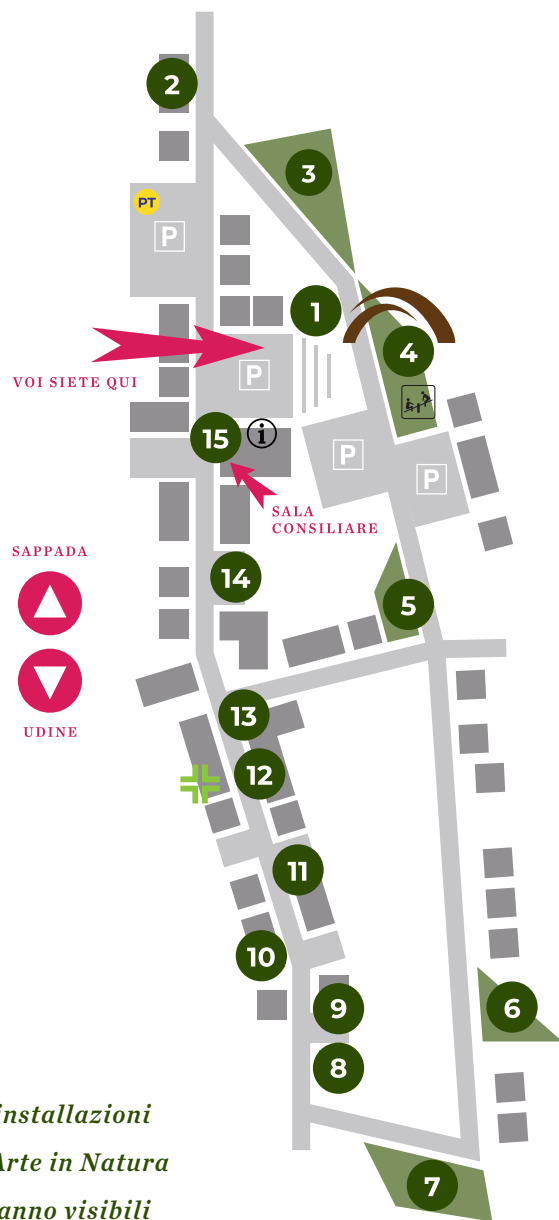 2
3
PT
P
1
4
VOI SIETE QUI
P
15
i
P
P
SALA
CONSILIARE
SAPPADA
14
5
UDINE
13
12
11
10
9
6
8
installazioni
Arte in Natura
anno visibili
7